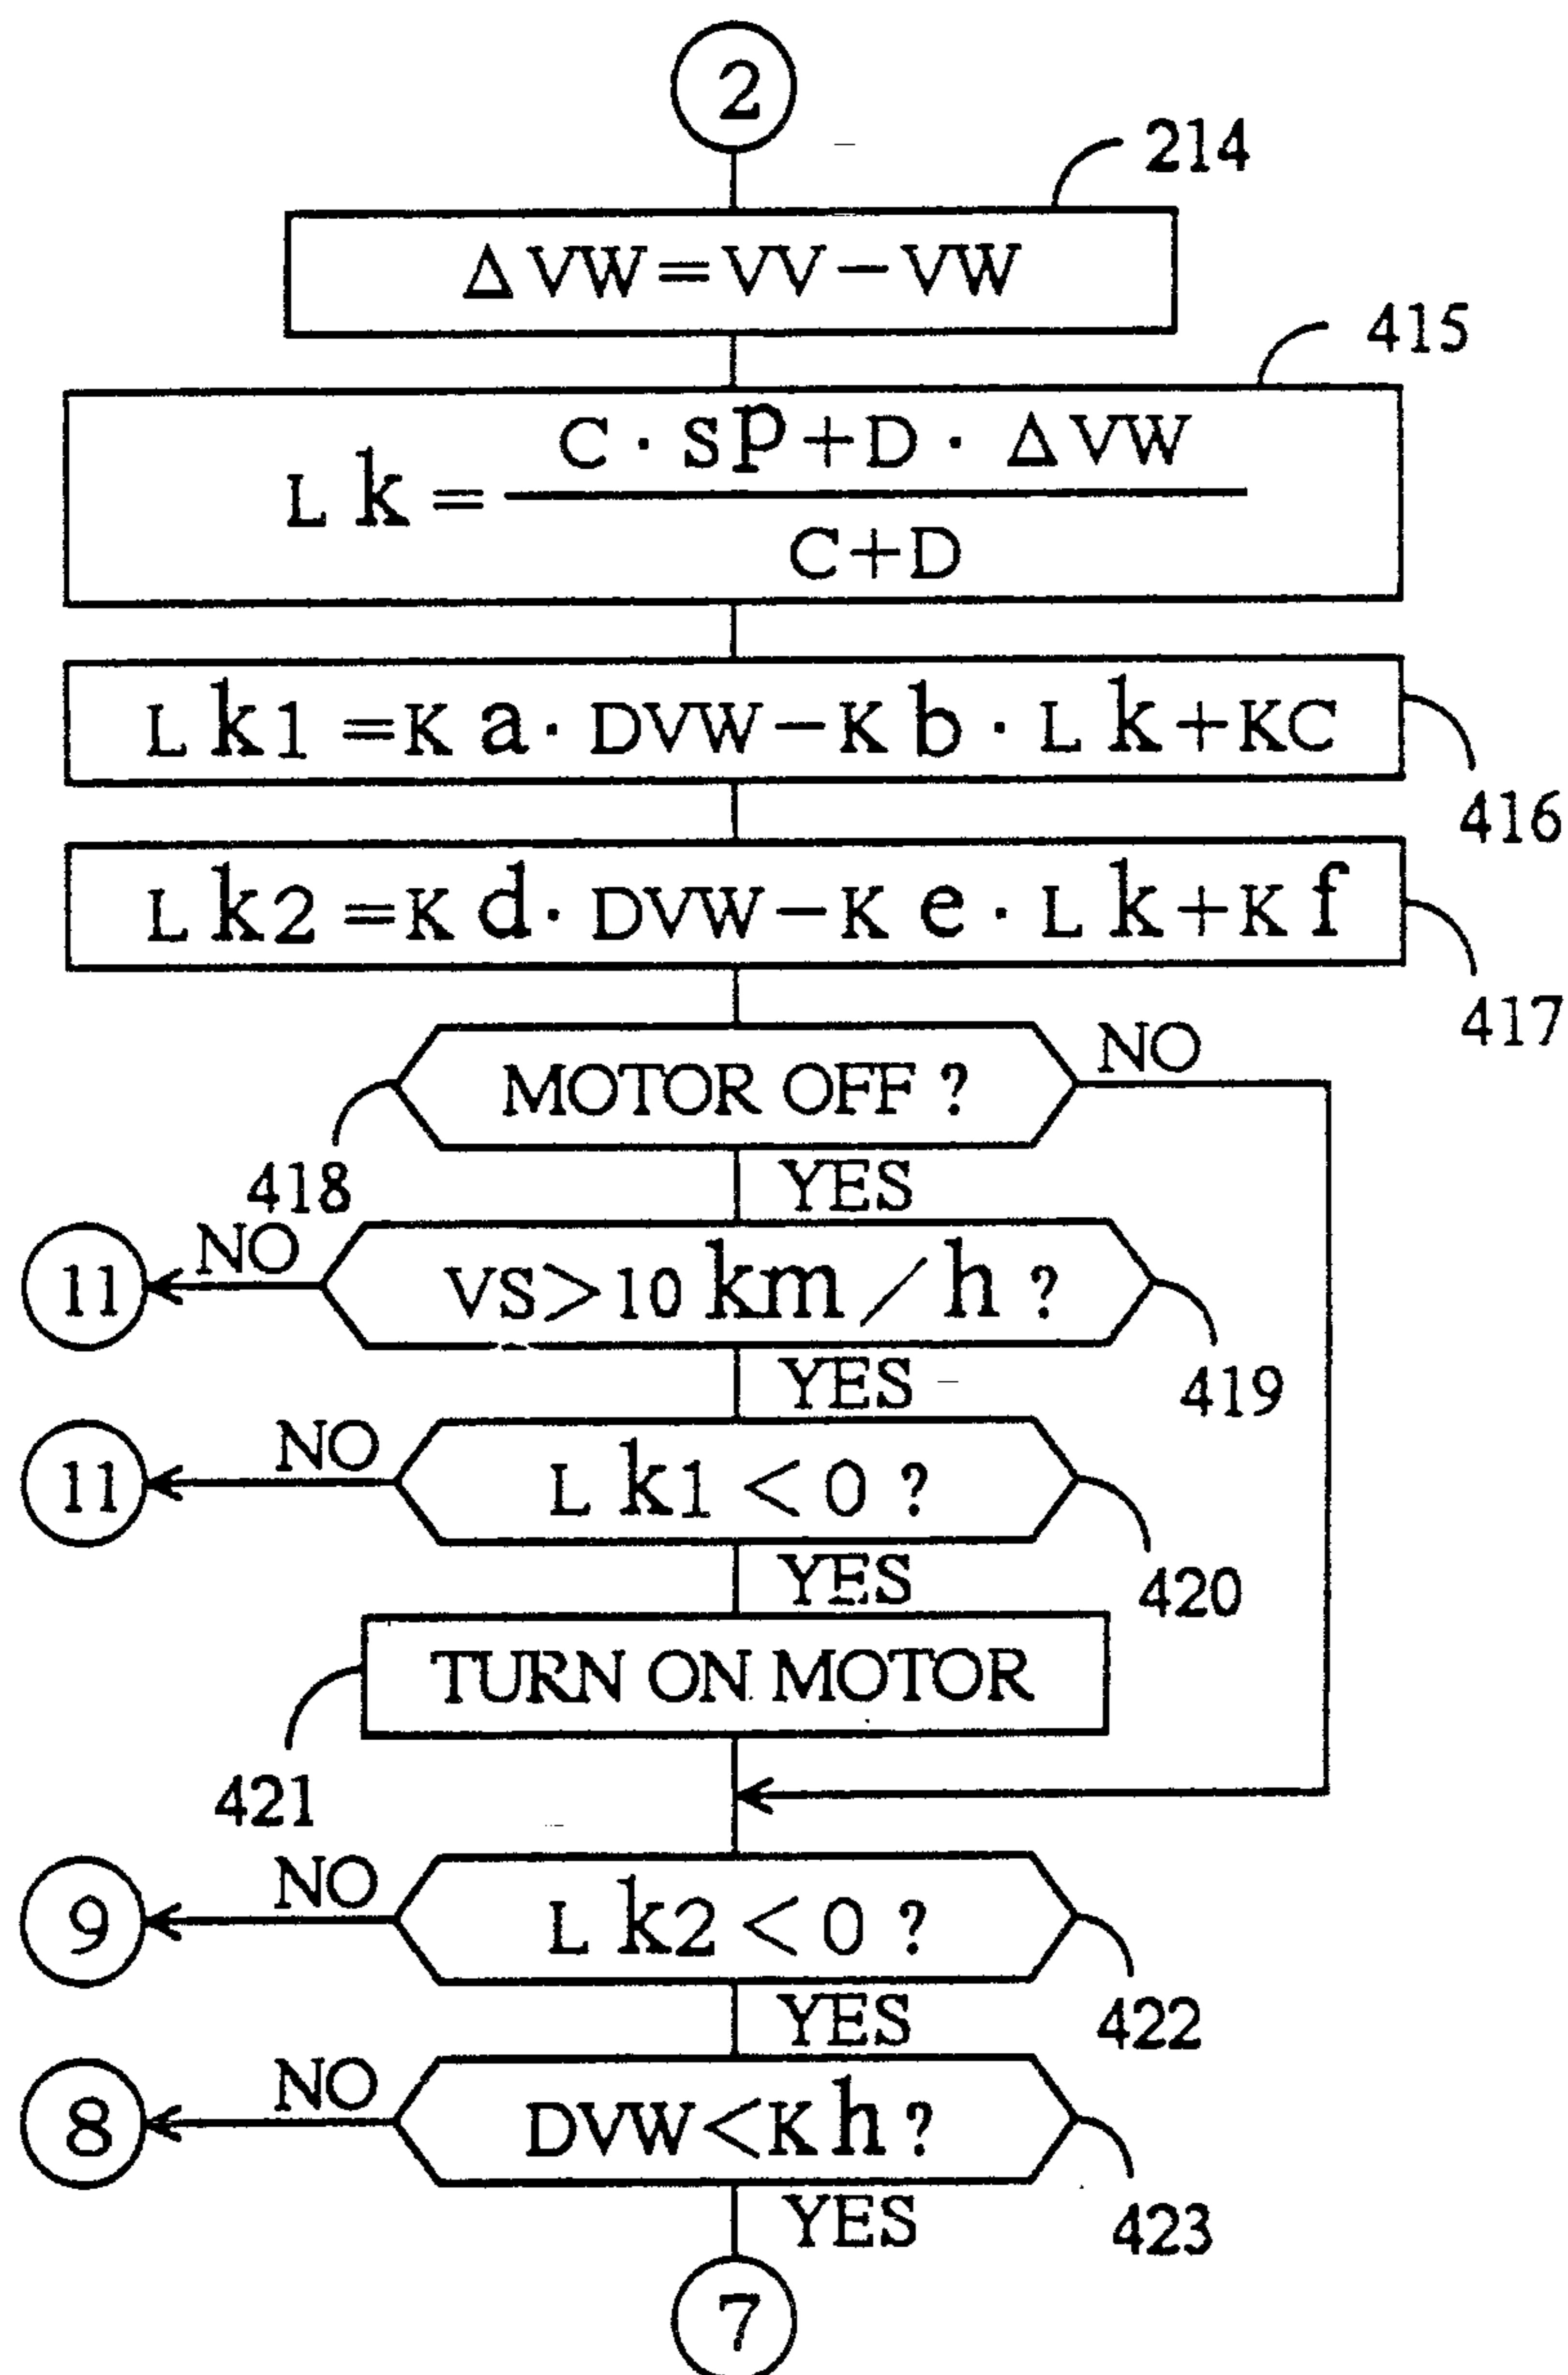 2
214
ΔVW=VV-VW
415
Lk=
C·SP+D·ΔVW
C+D
Lk1=Ka·DVW-Kb·Lk+KC
416
Lk2=Kd·DVW-Ke·Lk+Kf
417
MOTOR OFF ?
NO
418
YES
11
NO
VS>10km/h?
419
YES
11
NO
Lk1<0?
420
YES
TURN ON MOTOR
421
9
NO
Lk2<0?
422
YES
8
NO
DVW<Kh?
423
YES
7